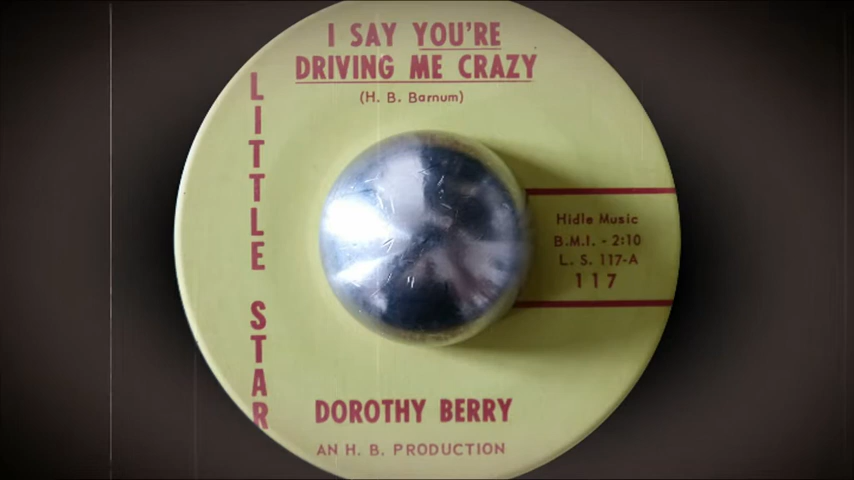 I SAY YOU'RE
DRIVING ME CRAZY
(H. B. Barnum)
LITTLE STAR
Hidle Music
B.M.I. - 2:10
L. S. 117-A
117
DOROTHY BERRY
AN H. B. PRODUCTION